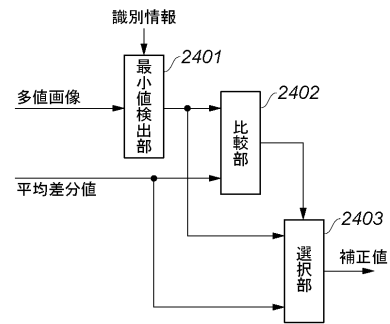 識別情報
2401
最小値検出部
多値画像
2402
比較部
平均差分値
2403
選択部
補正値